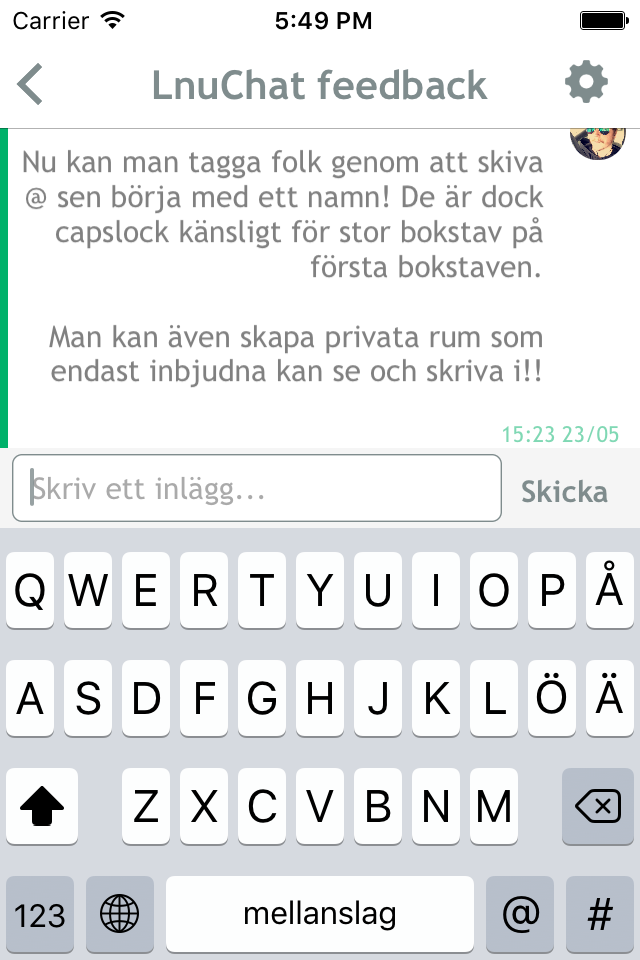 Carrier 5:49 PM
LnuChat feedback
Nu kan man tagga folk genom att skiva
@ sen börja med ett namn! De är dock
capslock känsligt för stor bokstav på
första bokstaven.
Man kan även skapa privata rum som
endast inbjudna kan se och skriva i!!
15:23 23/05
Skriv ett inlägg... Skicka
Q W E R T Y U I O P Å
A S D F G H J K L Ö Ä
Z X C V B N M
123 mellanslag @ #